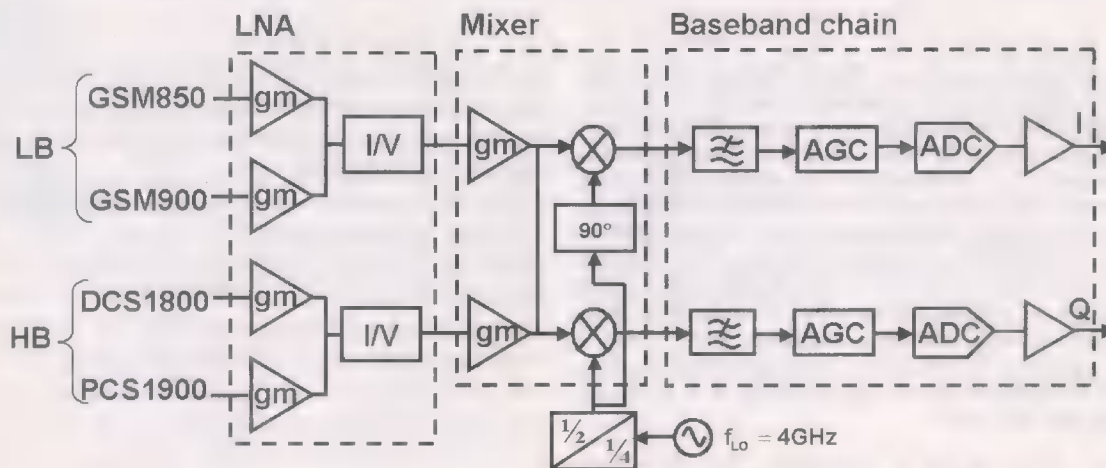 LNA
Mixer
Baseband chain
GSM850
gm
LB
I/V
gm
I
AGC
ADC
GSM900
gm
90°
DCS1800
gm
HB
I/V
gm
Q
AGC
ADC
PCS1900
gm
1/2
1/4
fLo = 4GHz